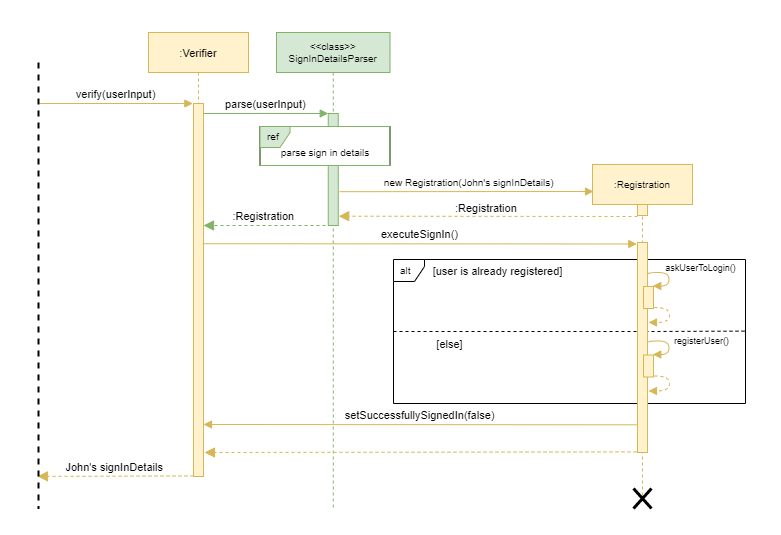 :Verifier
<<class>>
SignInDetailsParser
verify(userInput)
parse(userInput)
ref
parse sign in details
new Registration(John's signInDetails)
:Registration
:Registration
:Registration
executeSignIn()
alt
[user is already registered]
askUserToLogin()
[else]
registerUser()
setSuccessfullySignedIn(false)
John's signInDetails